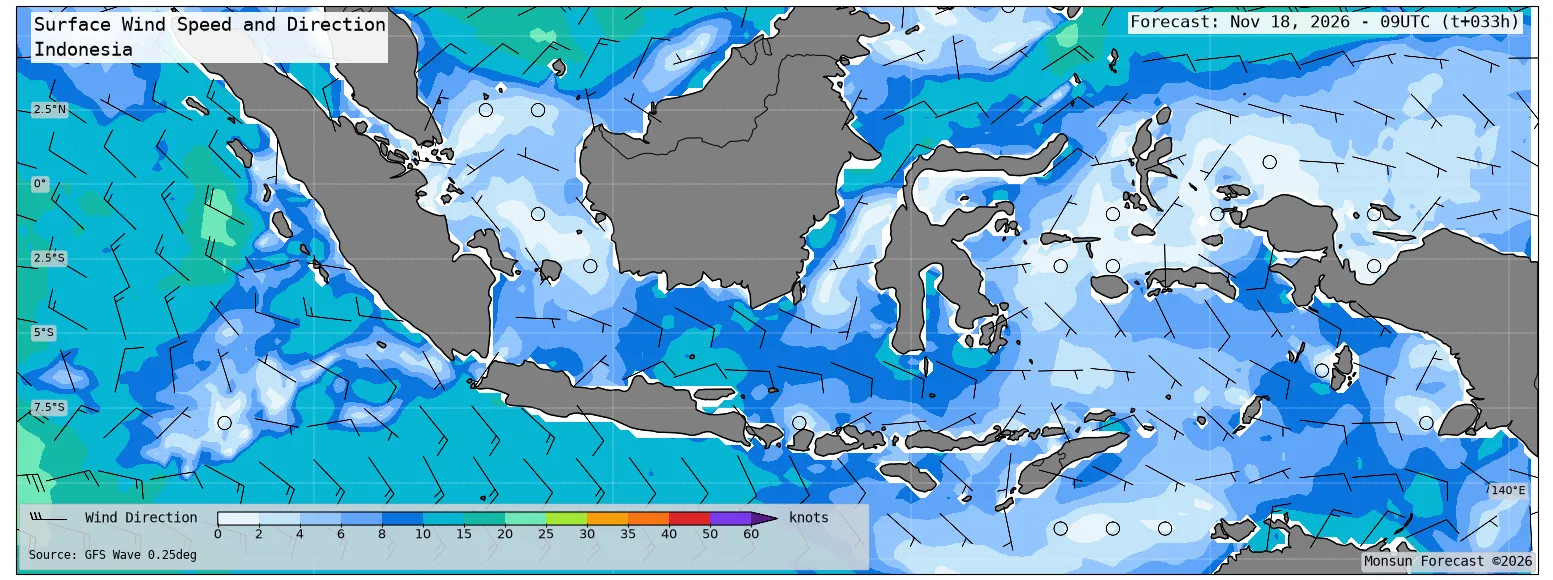 Surface Wind Speed and Direction
Indonesia
Forecast: Nov 18, 2026 - 09UTC (t+033h)
2.5°N
0°
2.5°S
5°S
7.5°S
140°E
Wind Direction
0 2 4 6 8 10 15 20 25 30 35 40 50 60
knots
Source: GFS Wave 0.25deg
Monsun Forecast ©2026